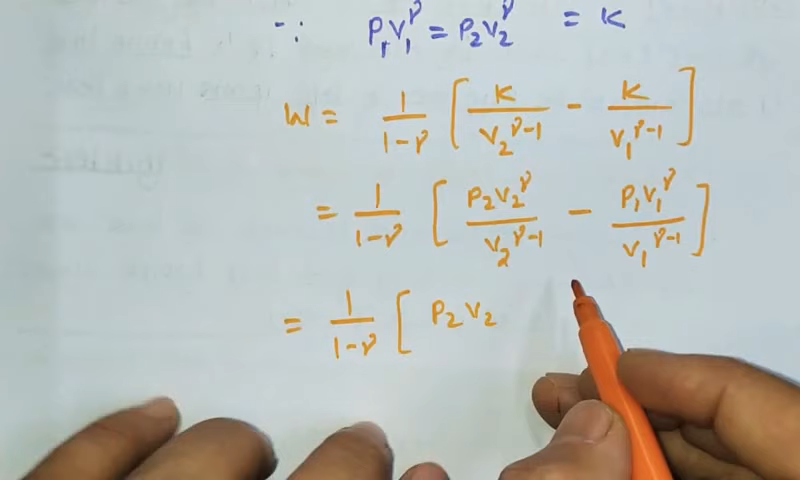 ∵ P₁V₁^γ = P₂V₂^γ = K
W = 1/(1-γ) [ K/V₂^(γ-1) - K/V₁^(γ-1) ]
= 1/(1-γ) [ P₂V₂^γ/V₂^(γ-1) - P₁V₁^γ/V₁^(γ-1) ]
= 1/(1-γ) [ P₂V₂